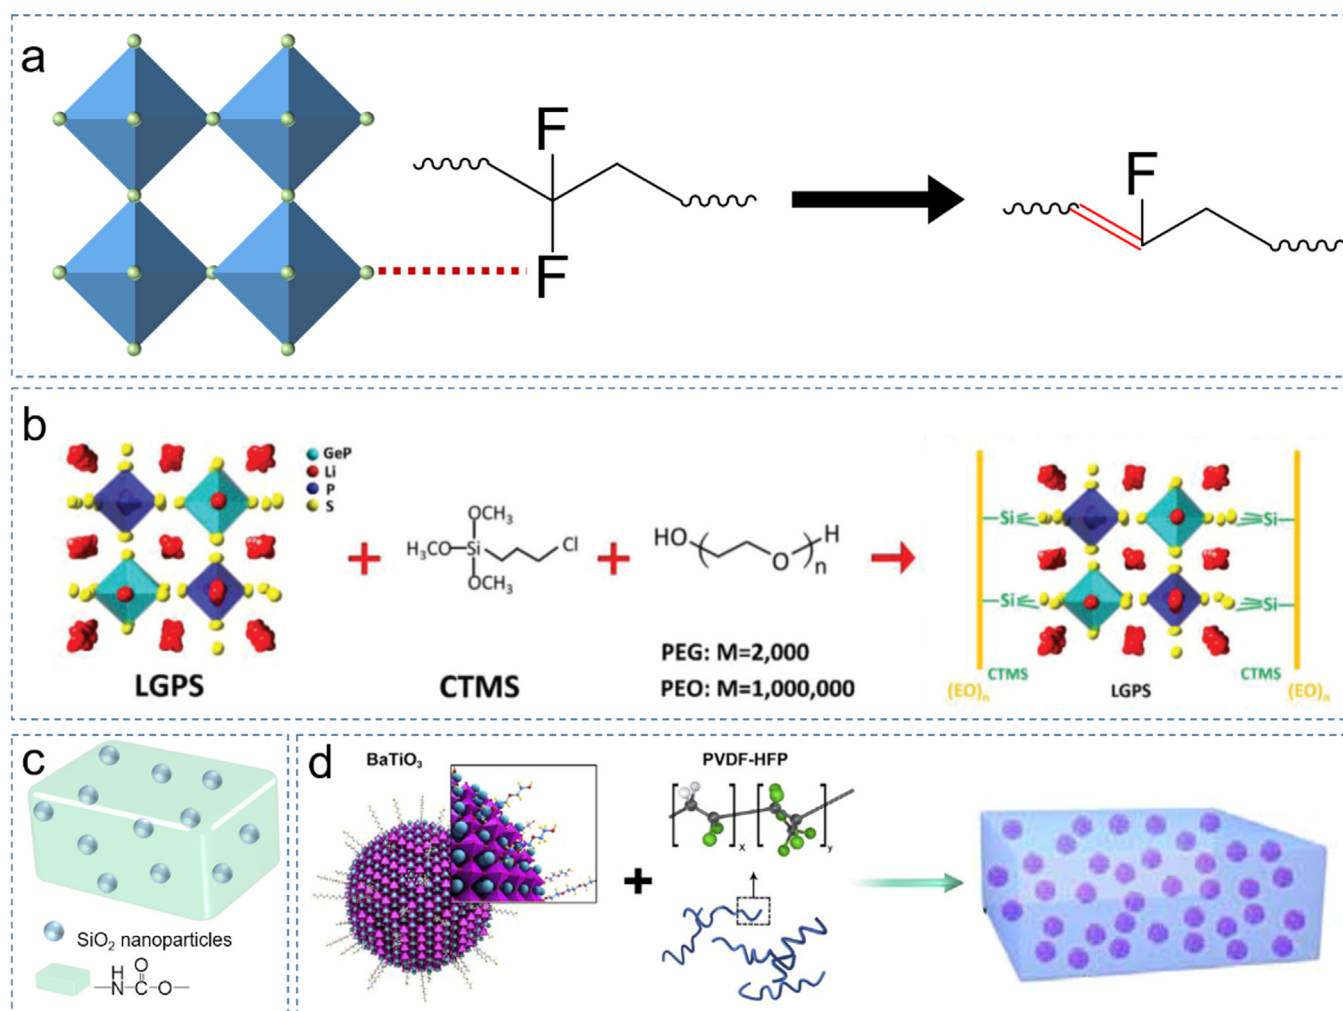 a
F
F
F
b
GeP
Li
P
S
OCH₃
H₃CO Si Cl
OCH₃
HO ( O ) H
n
PEG: M=2,000
PEO: M=1,000,000
LGPS
CTMS
Si Si
Si Si
CTMS CTMS
(EO)ₙ LGPS (EO)ₙ
c
SiO₂ nanoparticles
H O
N C O
d
BaTiO₃
PVDF-HFP
x y
+